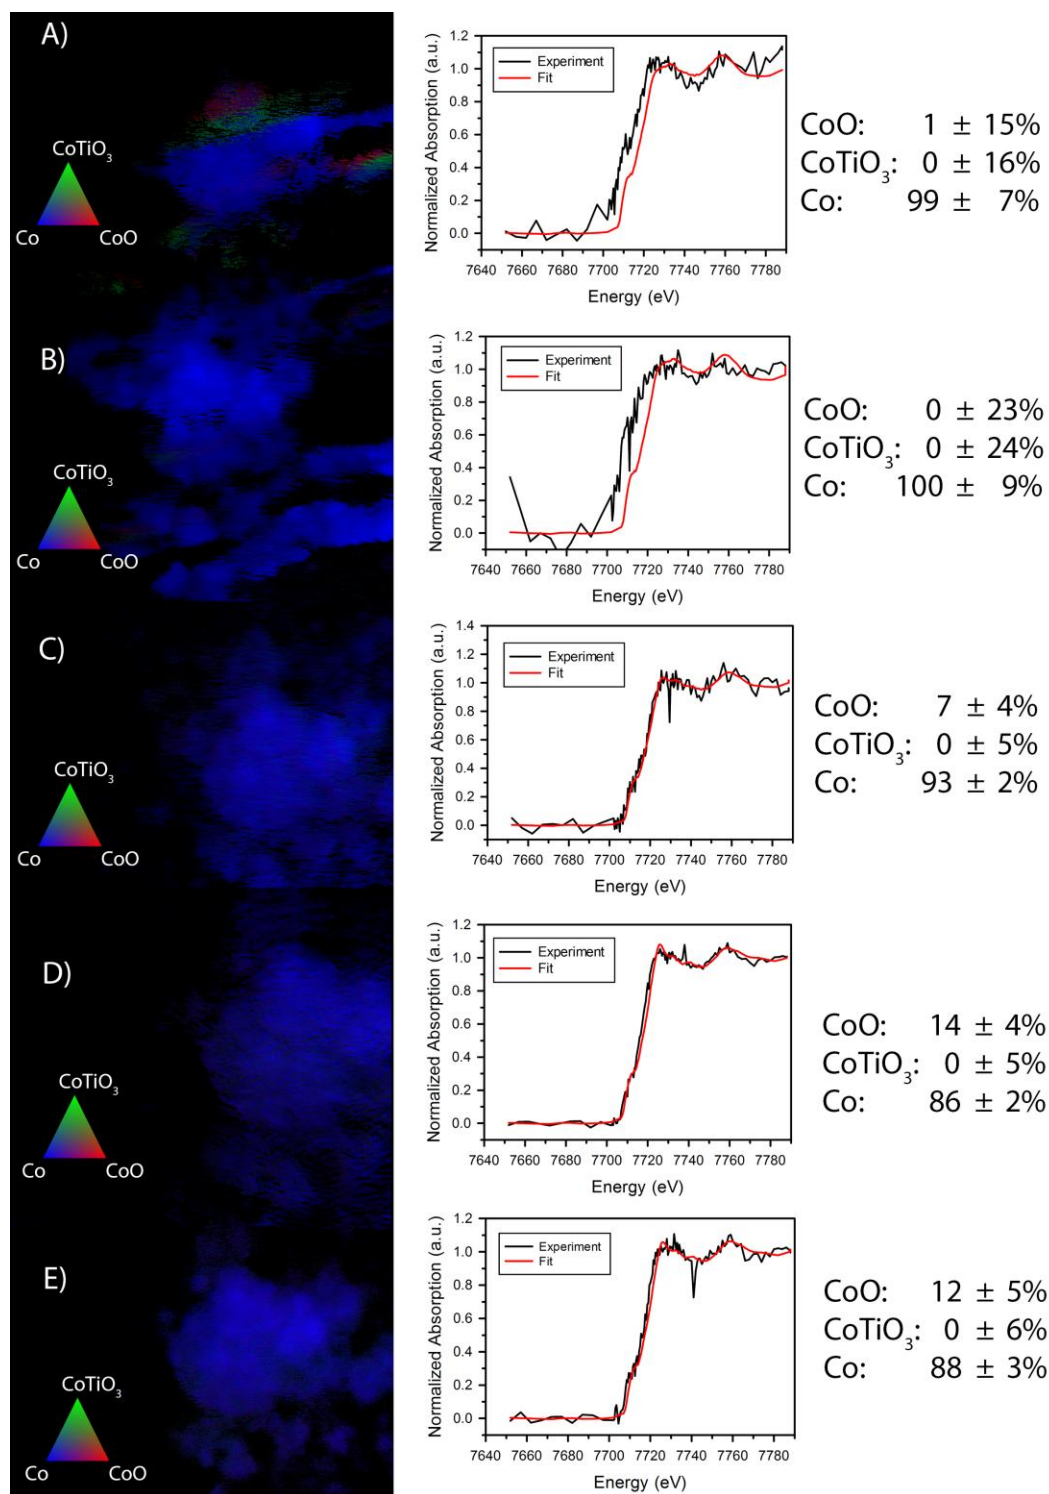 A)
CoTiO₃
Co CoO
Normalized Absorption (a.u.)
1.2
1.0
0.8
0.6
0.4
0.2
0.0
Experiment
Fit
7640 7660 7680 7700 7720 7740 7760 7780
Energy (eV)
CoO: 1 ± 15%
CoTiO₃: 0 ± 16%
Co: 99 ± 7%
B)
CoTiO₃
Co CoO
Normalized Absorption (a.u.)
1.2
1.0
0.8
0.6
0.4
0.2
0.0
Experiment
Fit
7640 7660 7680 7700 7720 7740 7760 7780
Energy (eV)
CoO: 0 ± 23%
CoTiO₃: 0 ± 24%
Co: 100 ± 9%
C)
CoTiO₃
Co CoO
Normalized Absorption (a.u.)
1.4
1.2
1.0
0.8
0.6
0.4
0.2
0.0
Experiment
Fit
7640 7660 7680 7700 7720 7740 7760 7780
Energy (eV)
CoO: 7 ± 4%
CoTiO₃: 0 ± 5%
Co: 93 ± 2%
D)
CoTiO₃
Co CoO
Normalized Absorption (a.u.)
1.2
1.0
0.8
0.6
0.4
0.2
0.0
Experiment
Fit
7640 7660 7680 7700 7720 7740 7760 7780
Energy (eV)
CoO: 14 ± 4%
CoTiO₃: 0 ± 5%
Co: 86 ± 2%
E)
CoTiO₃
Co CoO
Normalized Absorption (a.u.)
1.2
1.0
0.8
0.6
0.4
0.2
0.0
Experiment
Fit
7640 7660 7680 7700 7720 7740 7760 7780
Energy (eV)
CoO: 12 ± 5%
CoTiO₃: 0 ± 6%
Co: 88 ± 3%